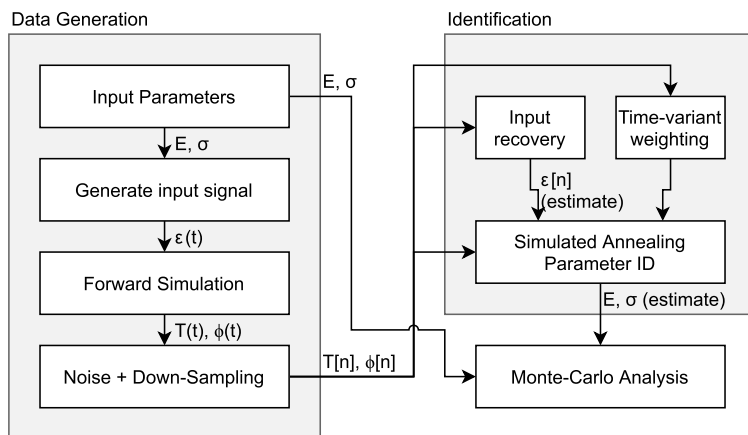 Data Generation
Input Parameters
E, σ
E, σ
Generate input signal
ε(t)
Forward Simulation
T(t), ϕ(t)
Noise + Down-Sampling
T[n], ϕ[n]
Identification
Input
recovery
Time-variant
weighting
ε[n]
(estimate)
Simulated Annealing
Parameter ID
E, σ (estimate)
Monte-Carlo Analysis